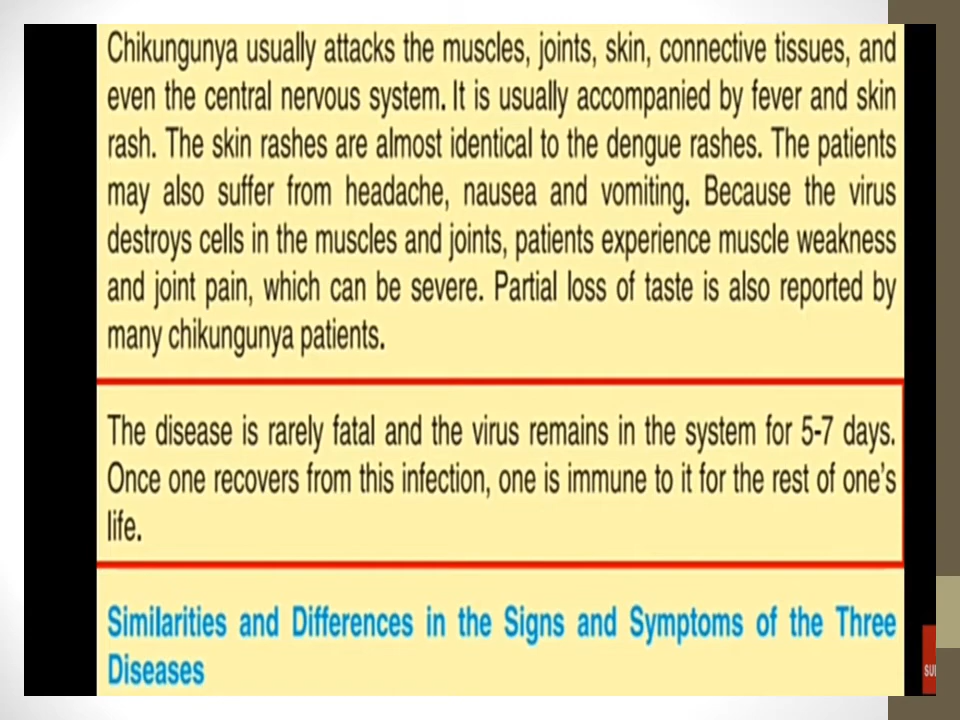 Chikungunya usually attacks the muscles, joints, skin, connective tissues, and
even the central nervous system. It is usually accompanied by fever and skin
rash. The skin rashes are almost identical to the dengue rashes. The patients
may also suffer from headache, nausea and vomiting. Because the virus
destroys cells in the muscles and joints, patients experience muscle weakness
and joint pain, which can be severe. Partial loss of taste is also reported by
many chikungunya patients.
The disease is rarely fatal and the virus remains in the system for 5-7 days.
Once one recovers from this infection, one is immune to it for the rest of one's
life.
Similarities and Differences in the Signs and Symptoms of the Three
Diseases